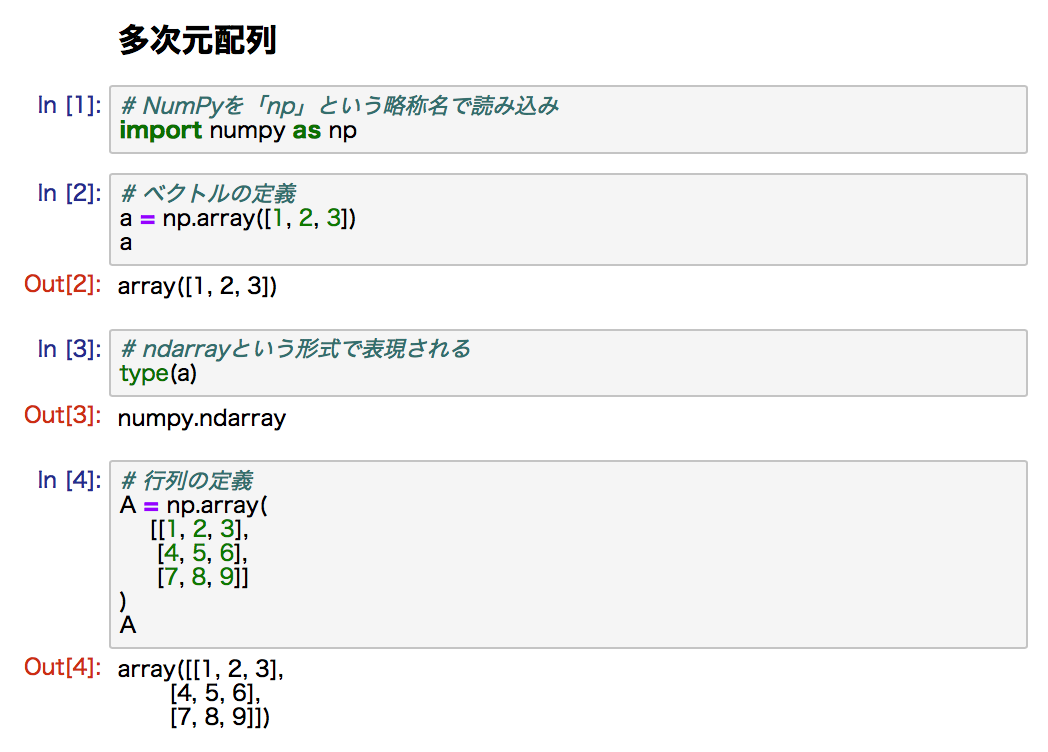 多次元配列
In [1]:
# NumPyを「np」という略称名で読み込み
import numpy as np
In [2]:
# ベクトルの定義
a = np.array([1, 2, 3])
a
Out[2]:
array([1, 2, 3])
In [3]:
# ndarrayという形式で表現される
type(a)
Out[3]:
numpy.ndarray
In [4]:
# 行列の定義
A = np.array(
    [[1, 2, 3],
     [4, 5, 6],
     [7, 8, 9]]
)
A
Out[4]:
array([[1, 2, 3],
       [4, 5, 6],
       [7, 8, 9]])